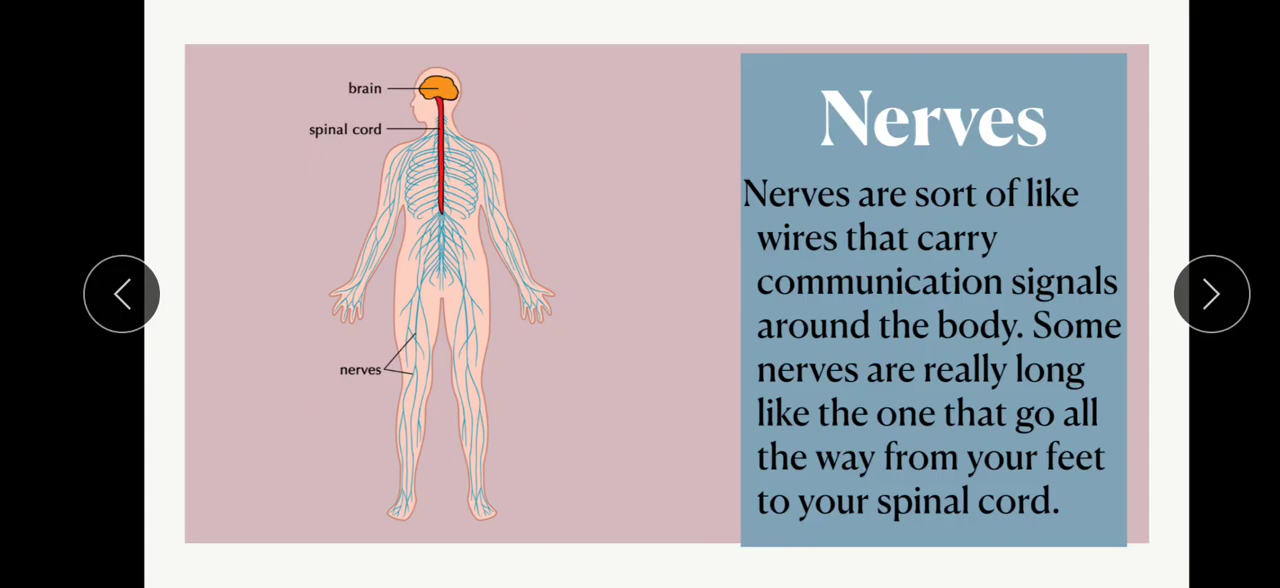 brain
spinal cord
nerves
Nerves
Nerves are sort of like
wires that carry
communication signals
around the body. Some
nerves are really long
like the one that go all
the way from your feet
to your spinal cord.